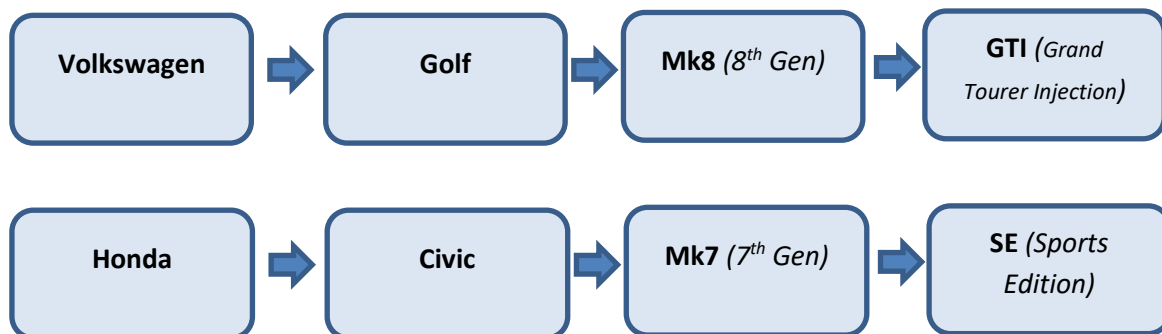 Volkswagen
Golf
Mk8 (8th Gen)
GTI (Grand
Tourer Injection)
Honda
Civic
Mk7 (7th Gen)
SE (Sports
Edition)